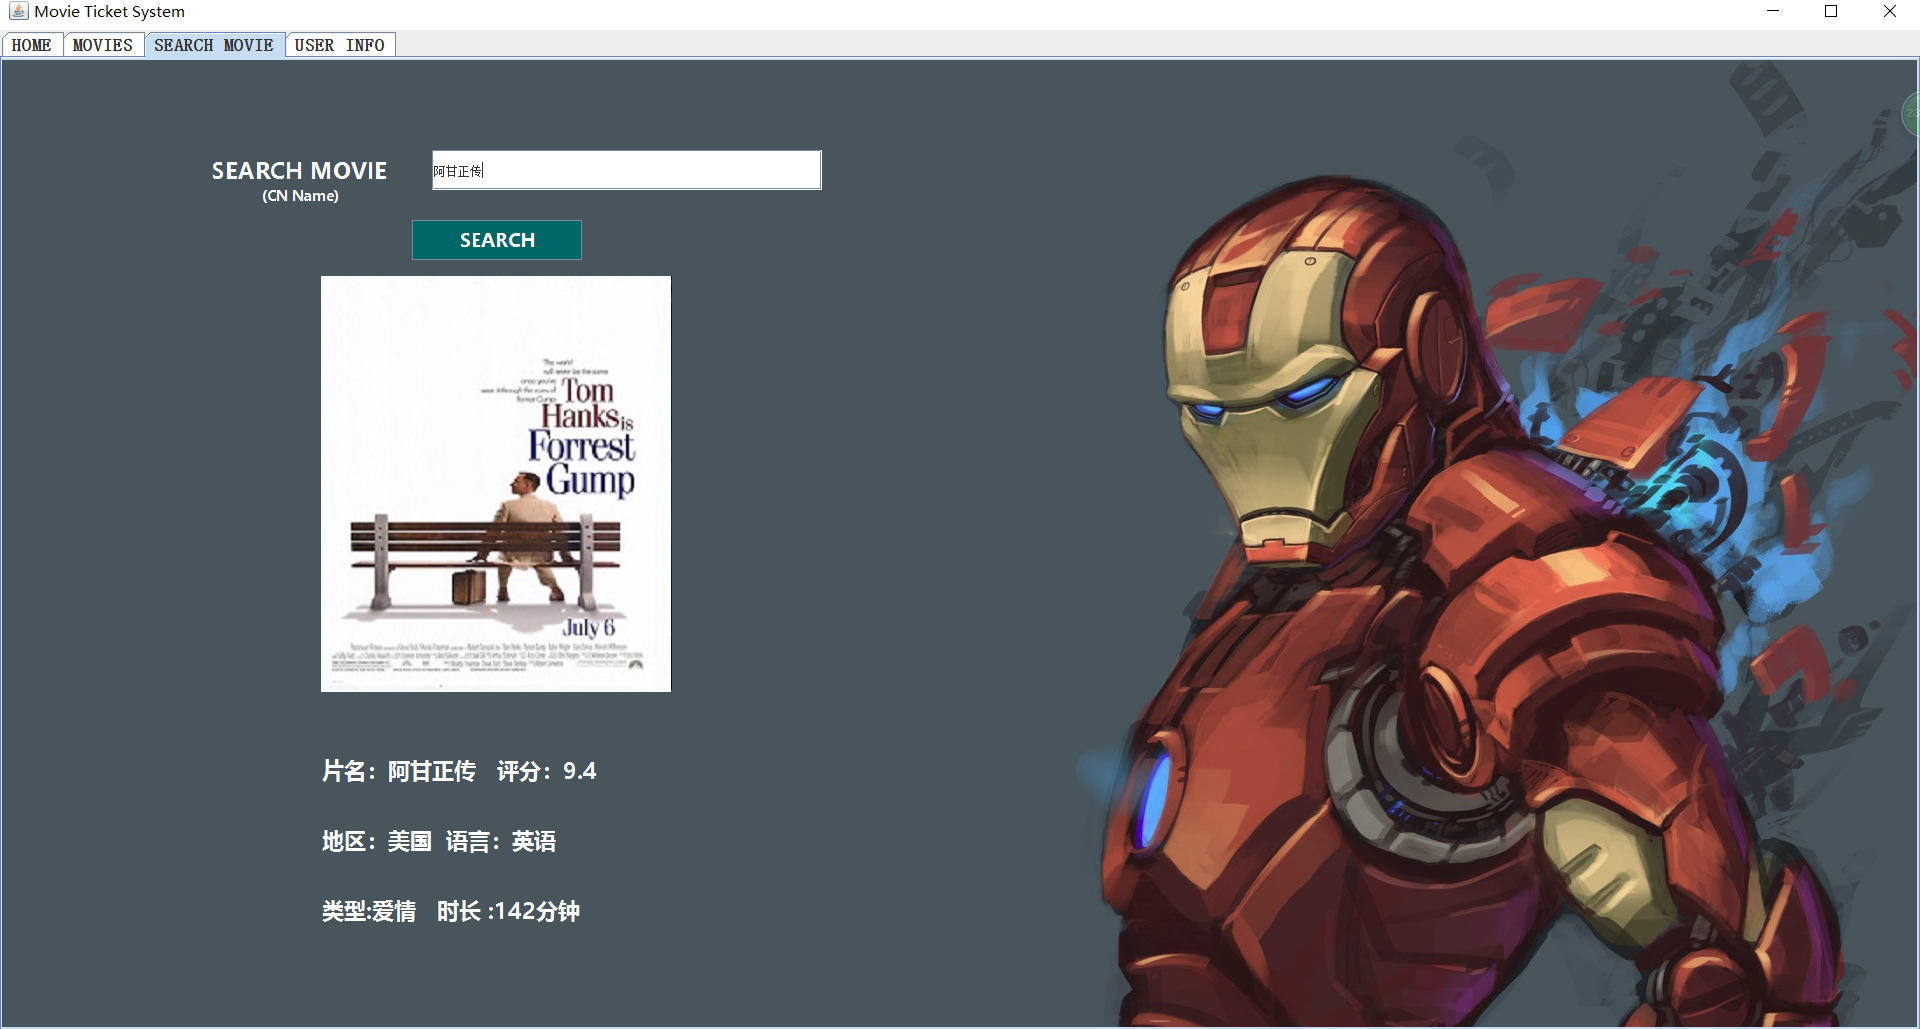 Movie Ticket System
HOME MOVIES SEARCH MOVIE USER INFO
SEARCH MOVIE
(CN Name)
阿甘正传
SEARCH
23
The world
will never be the same
once you've
seen it through the eyes of
Forrest Gump.
Tom
Hanks is
Forrest
Gump
July 6
片名：阿甘正传 评分：9.4
地区：美国 语言：英语
类型:爱情 时长 :142分钟